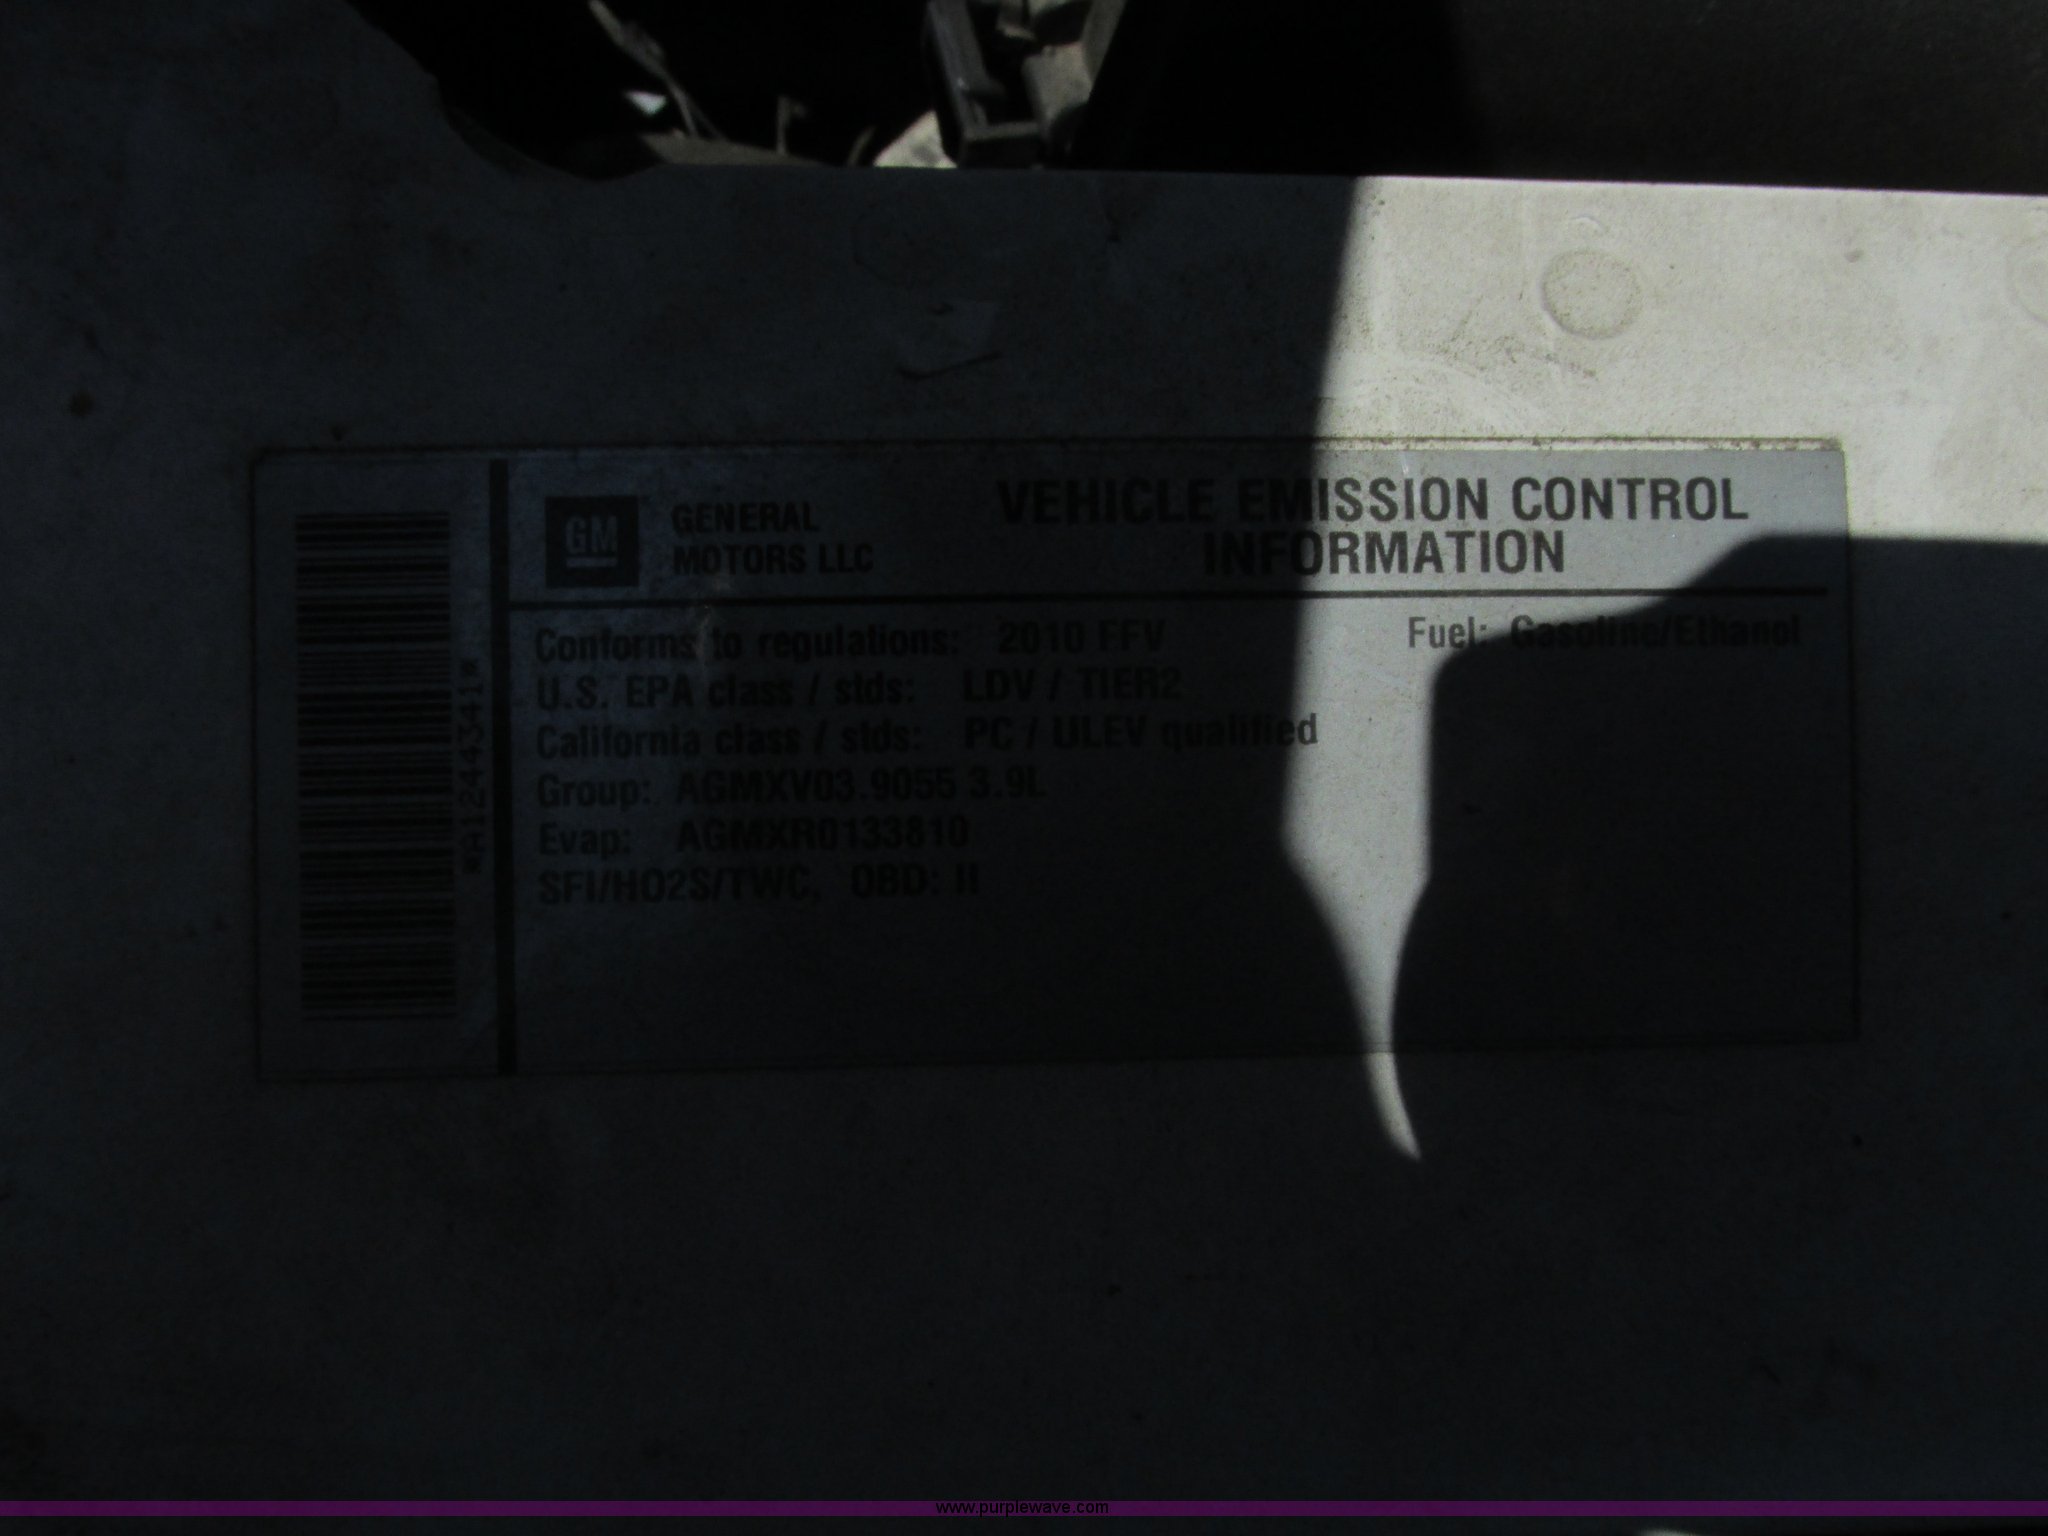 GM
GENERAL
MOTORS LLC
VEHICLE EMISSION CONTROL
INFORMATION
Conforms to regulations: 2010 FFV
Fuel: Gasoline/Ethanol
U.S. EPA class / stds: LDV / TIER2
California class / stds: PC / ULEV qualified
Group: AGMXV03.9055 3.9L
Evap: AGMXR0133810
SFI/HO2S/TWC, OBD: II
*A1244341*
www.purplewave.com